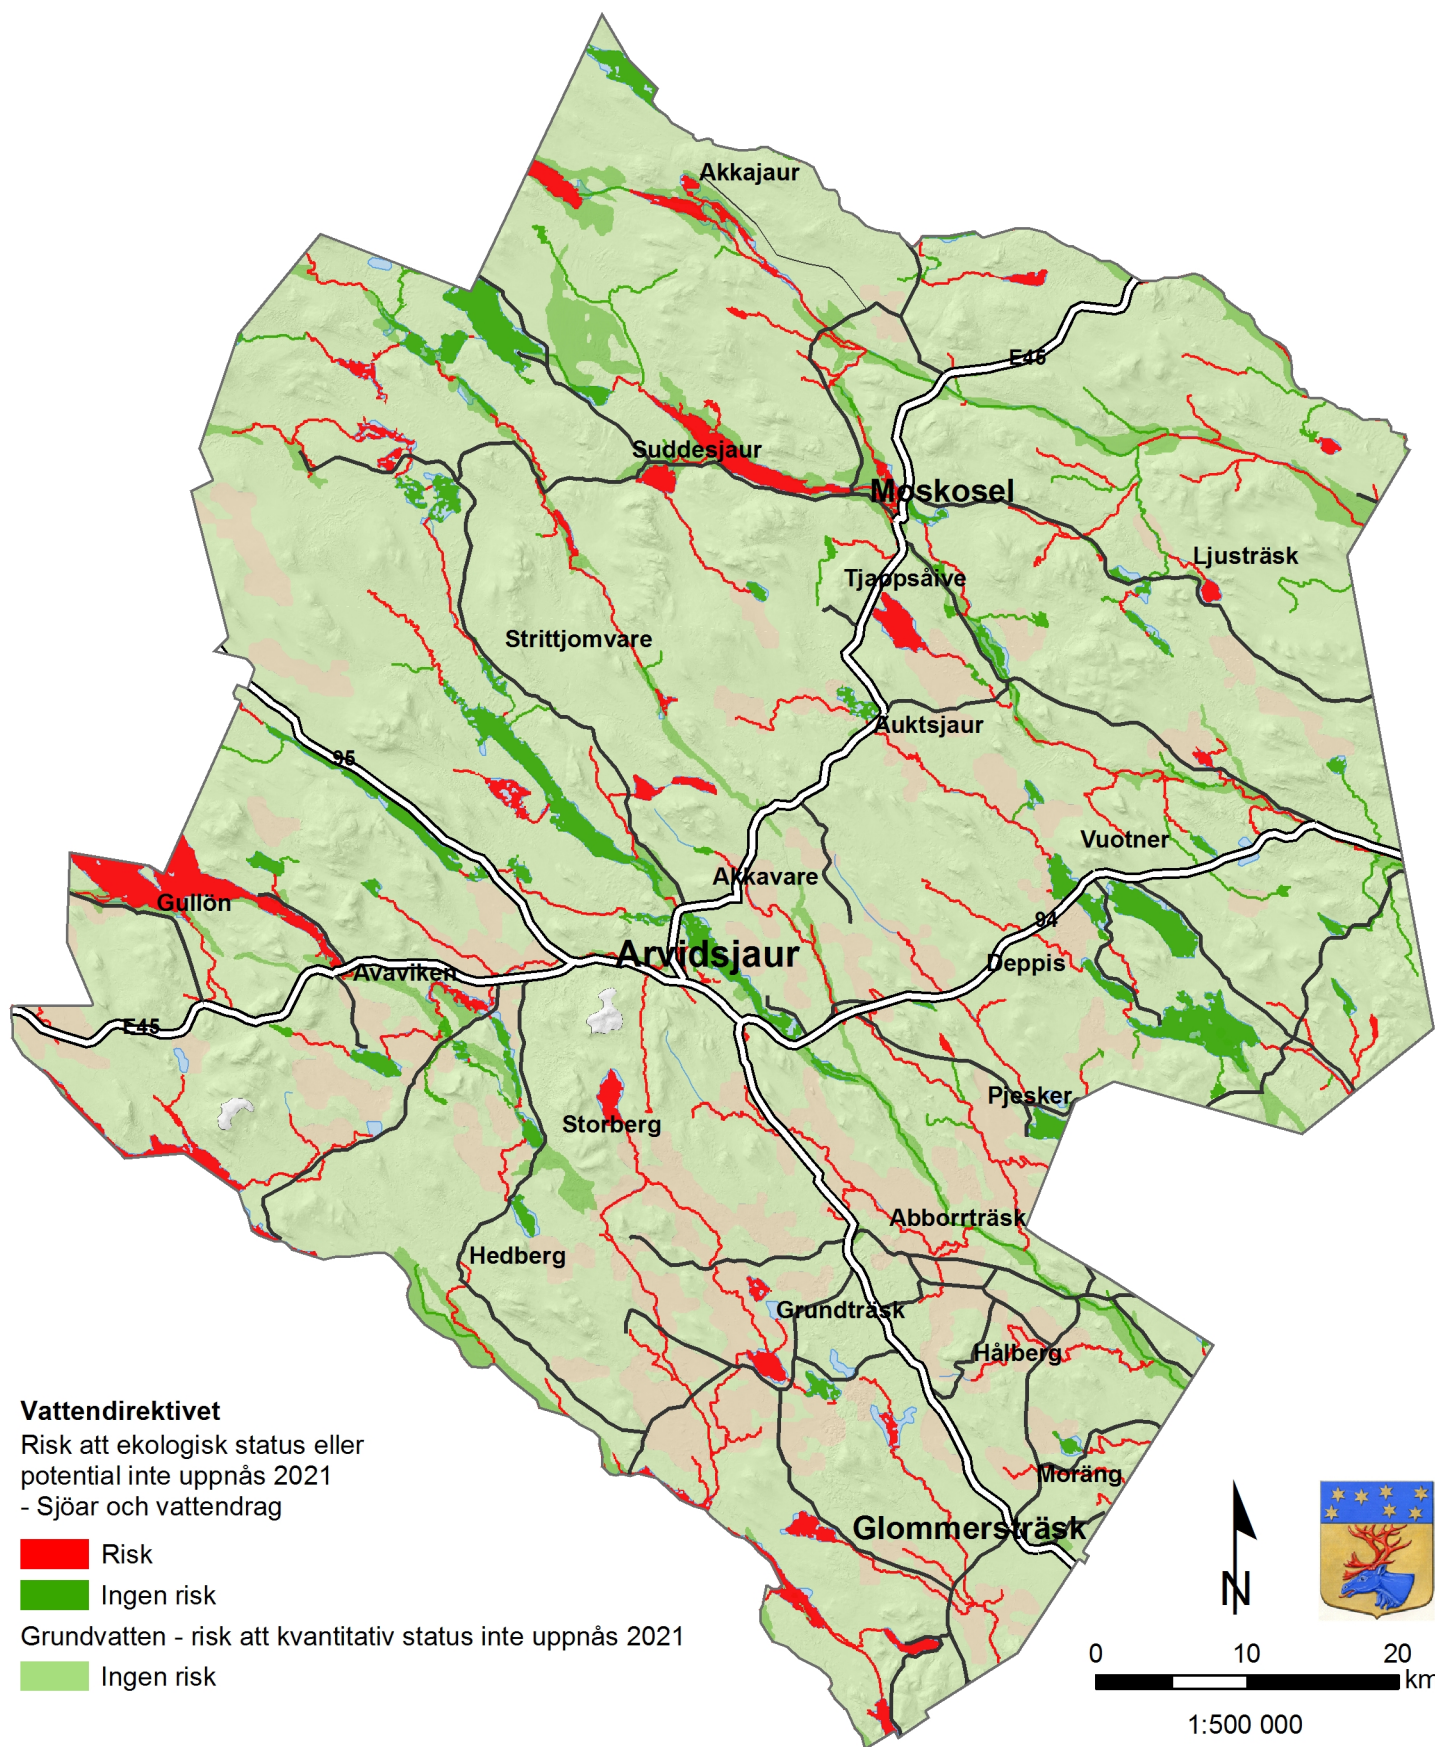 Akkajaur
E45
Suddesjaur
Moskosel
Ljusträsk
Tjappsåive
Strittjomvare
Auktsjaur
95
Vuotner
Akkavare
Gullön
94
Arvidsjaur
Deppis
Avaviken
E45
Pjesker
Storberg
Abborrträsk
Hedberg
Grundträsk
Hålberg
Vattendirektivet
Risk att ekologisk status eller
potential inte uppnås 2021
- Sjöar och vattendrag
Moräng
Glommersträsk
Risk
Ingen risk
N
Grundvatten - risk att kvantitativ status inte uppnås 2021
Ingen risk
0 10 20
km
1:500 000